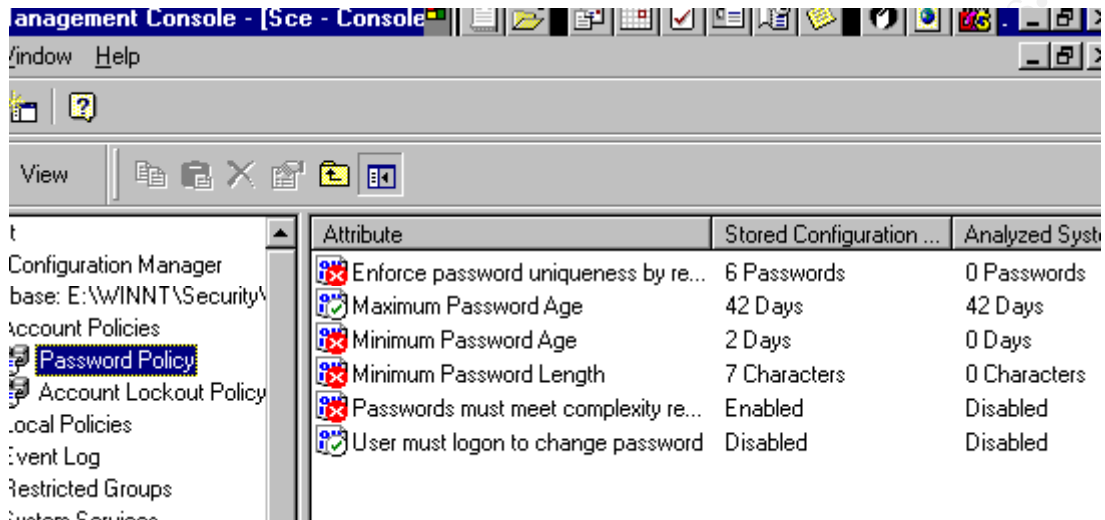 anagement Console - [Sce - Console
Window Help
View
Attribute Stored Configuration ... Analyzed Syst
t
Configuration Manager
base: E:\WINNT\Security\
Account Policies
Password Policy
Account Lockout Policy
Local Policies
Event Log
Restricted Groups
System Services
Enforce password uniqueness by re... 6 Passwords 0 Passwords
Maximum Password Age 42 Days 42 Days
Minimum Password Age 2 Days 0 Days
Minimum Password Length 7 Characters 0 Characters
Passwords must meet complexity re... Enabled Disabled
User must logon to change password Disabled Disabled